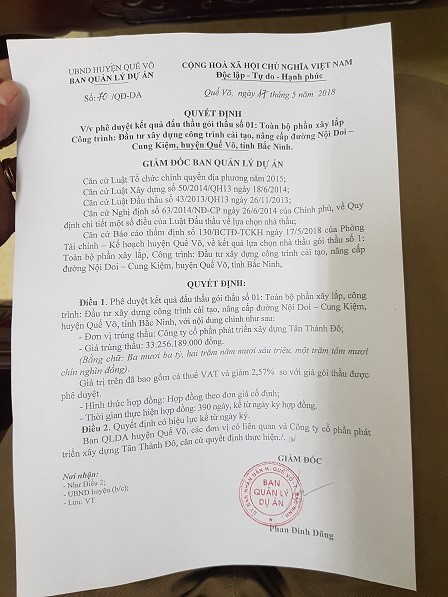 UBND HUYỆN QUẾ VÕ
BAN QUẢN LÝ DỰ ÁN
CỘNG HOÀ XÃ HỘI CHỦ NGHĨA VIỆT NAM
Độc lập - Tự do - Hạnh phúc
Số: 70 /QĐ-DA
Quế Võ, ngày 17 tháng 5 năm 2018
QUYẾT ĐỊNH
V/v phê duyệt kết quả đấu thầu gói thầu số 01: Toàn bộ phần xây lắp
Công trình: Đầu tư xây dựng công trình cải tạo, nâng cấp đường Nội Doi –
Cung Kiệm, huyện Quế Võ, tỉnh Bắc Ninh.
GIÁM ĐỐC BAN QUẢN LÝ DỰ ÁN
Căn cứ Luật Tổ chức chính quyền địa phương năm 2015;
Căn cứ Luật Xây dựng số 50/2014/QH13 ngày 18/6/2014;
Căn cứ Luật Đấu thầu số 43/2013/QH13 ngày 26/11/2013;
Căn cứ Nghị định số 63/2014/NĐ-CP ngày 26/6/2014 của Chính phủ, về Quy
định chi tiết một số điều của Luật Đấu thầu về lựa chọn nhà thầu;
Căn cứ Báo cáo thẩm định số 130/BCTĐ-TCKH ngày 17/5/2018 của Phòng
Tài chính – Kế hoạch huyện Quế Võ, về kết quả lựa chọn nhà thầu gói thầu số 1:
Toàn bộ phần xây lắp, Công trình: Đầu tư xây dựng công trình cải tạo, nâng cấp
đường Nội Doi – Cung Kiệm, huyện Quế Võ, tỉnh Bắc Ninh,
QUYẾT ĐỊNH:
Điều 1. Phê duyệt kết quả đấu thầu gói thầu số 01: Toàn bộ phần xây lắp, công
trình: Đầu tư xây dựng công trình cải tạo, nâng cấp đường Nội Doi – Cung Kiệm,
huyện Quế Võ, tỉnh Bắc Ninh, với nội dung chính như sau:
- Đơn vị trúng thầu: Công ty cổ phần phát triển xây dựng Tân Thành Đô;
- Giá trúng thầu: 33.256.189.000 đồng.
(Bằng chữ: Ba mươi ba tỷ, hai trăm năm mươi sáu triệu, một trăm tám mươi
chín nghìn đồng).
Giá trị trên đã bao gồm cả thuế VAT và giảm 2,57% so với giá gói thầu được
phê duyệt.
- Hình thức hợp đồng: Hợp đồng theo đơn giá cố định;
- Thời gian thực hiện hợp đồng: 390 ngày, kể từ ngày ký hợp đồng.
Điều 2. Quyết định có hiệu lực kể từ ngày ký.
Ban QLDA huyện Quế Võ, các đơn vị có liên quan và Công ty cổ phần phát
triển xây dựng Tân Thành Đô, căn cứ quyết định thực hiện./.
Nơi nhận:
- Như Điều 2;
- UBND huyện (b/c);
- Lưu: VT.
GIÁM ĐỐC
ỦY BAN NHÂN DÂN H. QUẾ VÕ - T. BẮC NINH
BAN
QUẢN LÝ
DỰ ÁN
Phan Đình Dũng